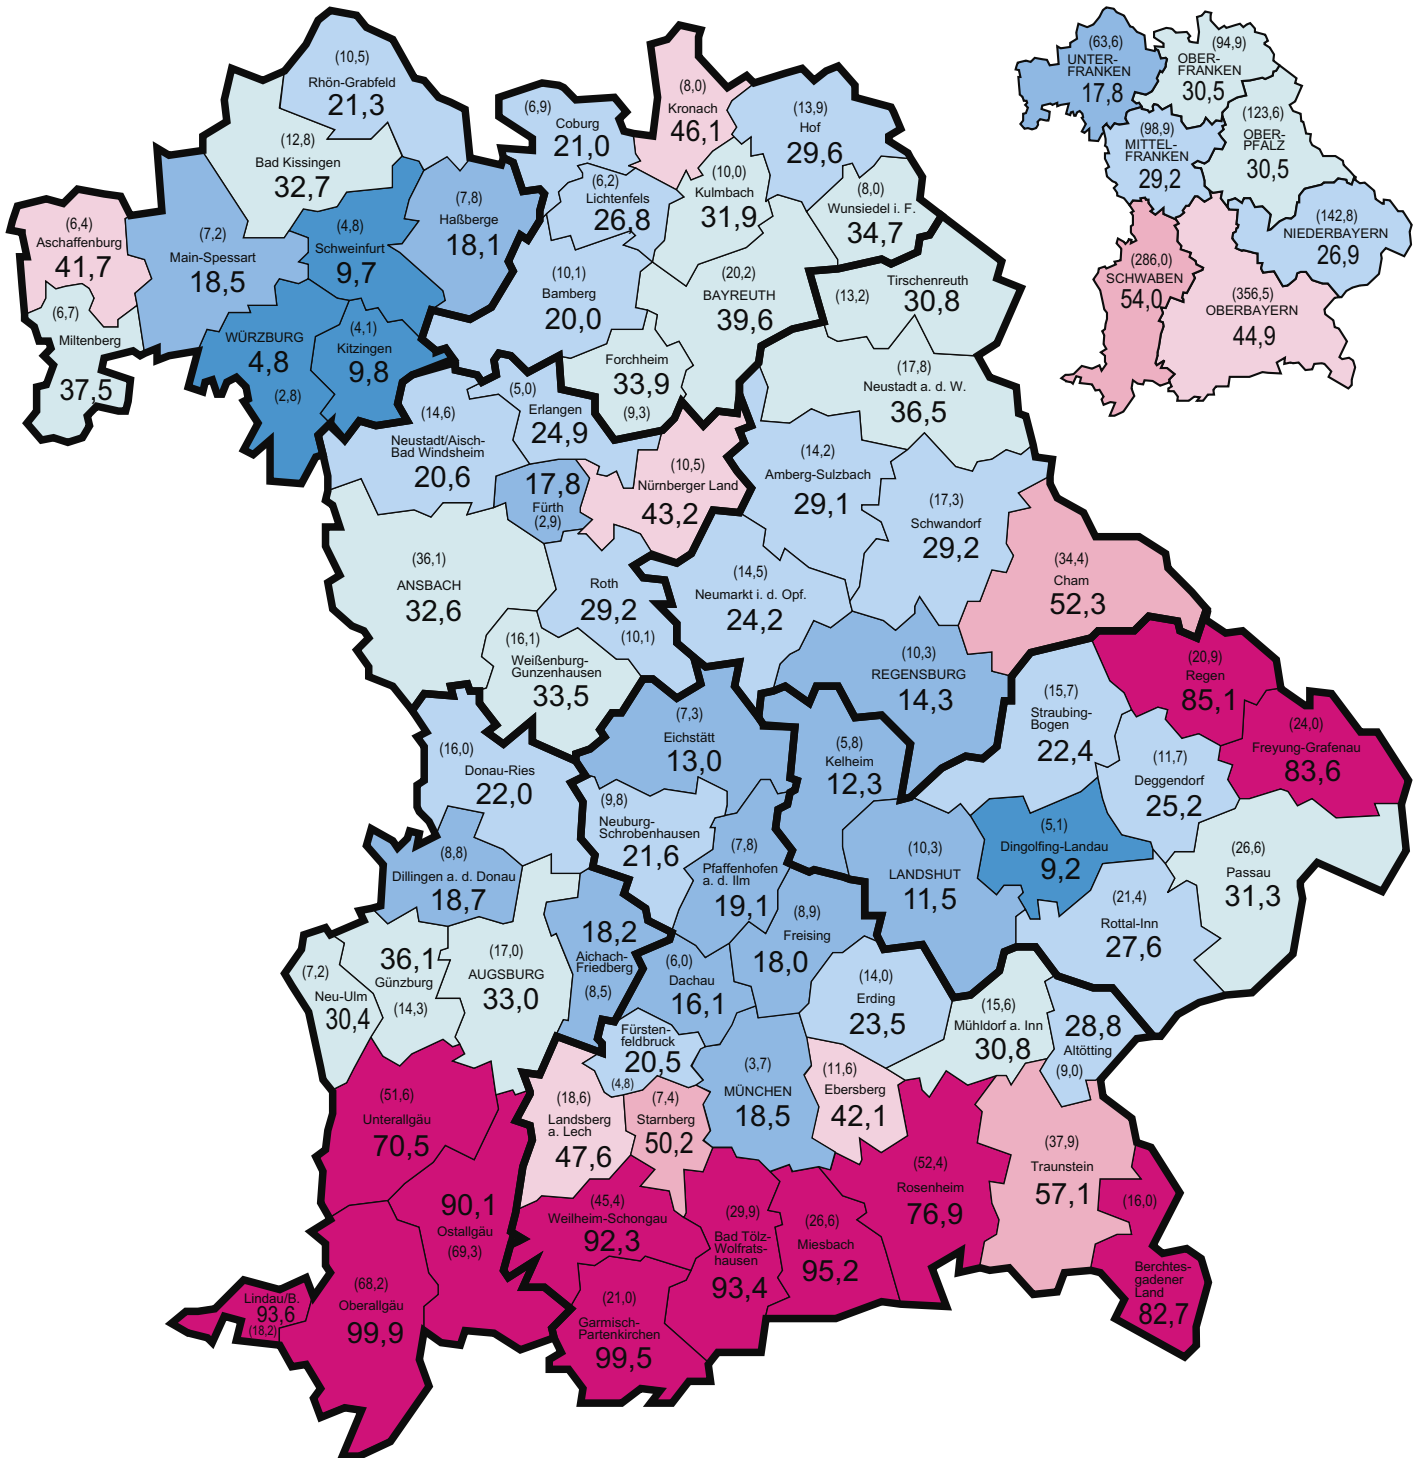 (10,5)
Rhön-Grabfeld
21,3
(12,8)
Bad Kissingen
32,7
(6,9)
Coburg
21,0
(8,0)
Kronach
46,1
(13,9)
Hof
29,6
(63,6)
UNTER-
FRANKEN
17,8
(94,9)
OBER-
FRANKEN
30,5
(123,6)
OBER-
PFALZ
30,5
(98,9)
MITTEL-
FRANKEN
29,2
(142,8)
NIEDERBAYERN
26,9
(286,0)
SCHWABEN
54,0
(356,5)
OBERBAYERN
44,9
(6,4)
Aschaffenburg
41,7
(7,2)
Main-Spessart
18,5
(4,8)
Schweinfurt
9,7
(7,8)
Haßberge
18,1
(6,2)
Lichtenfels
26,8
(10,0)
Kulmbach
31,9
(8,0)
Wunsiedel i. F.
34,7
(6,7)
Miltenberg
37,5
WÜRZBURG
4,8
(2,8)
(4,1)
Kitzingen
9,8
(10,1)
Bamberg
20,0
(20,2)
BAYREUTH
39,6
(13,2)
Tirschenreuth
30,8
Forchheim
33,9
(9,3)
(17,8)
Neustadt a. d. W.
36,5
(14,6)
Neustadt/Aisch-
Bad Windsheim
20,6
(5,0)
Erlangen
24,9
17,8
Fürth
(2,9)
(10,5)
Nürnberger Land
43,2
(14,2)
Amberg-Sulzbach
29,1
(17,3)
Schwandorf
29,2
(34,4)
Cham
52,3
(36,1)
ANSBACH
32,6
Roth
29,2
(10,1)
(14,5)
Neumarkt i. d. Opf.
24,2
(16,1)
Weißenburg-
Gunzenhausen
33,5
(10,3)
REGENSBURG
14,3
(20,9)
Regen
85,1
(15,7)
Straubing-
Bogen
22,4
(24,0)
Freyung-Grafenau
83,6
(16,0)
Donau-Ries
22,0
(7,3)
Eichstätt
13,0
(5,8)
Kelheim
12,3
(11,7)
Deggendorf
25,2
(9,8)
Neuburg-
Schrobenhausen
21,6
(7,8)
Pfaffenhofen
a. d. Ilm
19,1
(10,3)
LANDSHUT
11,5
(5,1)
Dingolfing-Landau
9,2
(26,6)
Passau
31,3
(8,8)
Dillingen a. d. Donau
18,7
(21,4)
Rottal-Inn
27,6
18,2
Aichach-
Friedberg
(8,5)
(8,9)
Freising
18,0
(7,2)
Neu-Ulm
30,4
36,1
Günzburg
(14,3)
(17,0)
AUGSBURG
33,0
(6,0)
Dachau
16,1
(14,0)
Erding
23,5
(15,6)
Mühldorf a. Inn
30,8
28,8
Altötting
(9,0)
Fürsten-
feldbruck
20,5
(4,8)
(3,7)
MÜNCHEN
18,5
(11,6)
Ebersberg
42,1
(51,6)
Unterallgäu
70,5
(18,6)
Landsberg
a. Lech
47,6
(7,4)
Starnberg
50,2
(52,4)
Rosenheim
76,9
(37,9)
Traunstein
57,1
90,1
Ostallgäu
(69,3)
(45,4)
Weilheim-Schongau
92,3
(29,9)
Bad Tölz-
Wolfrats-
hausen
93,4
(26,6)
Miesbach
95,2
(16,0)
Berchtes-
gadener
Land
82,7
Lindau/B.
93,6
(18,2)
(68,2)
Oberallgäu
99,9
(21,0)
Garmisch-
Partenkirchen
99,5